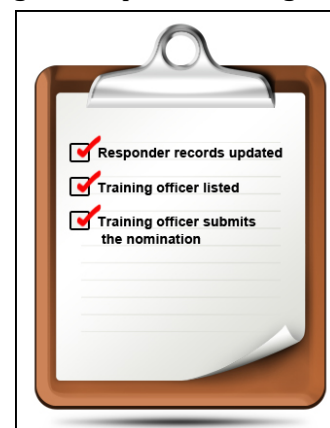 Responder records updated
Training officer listed
Training officer submits
the nomination